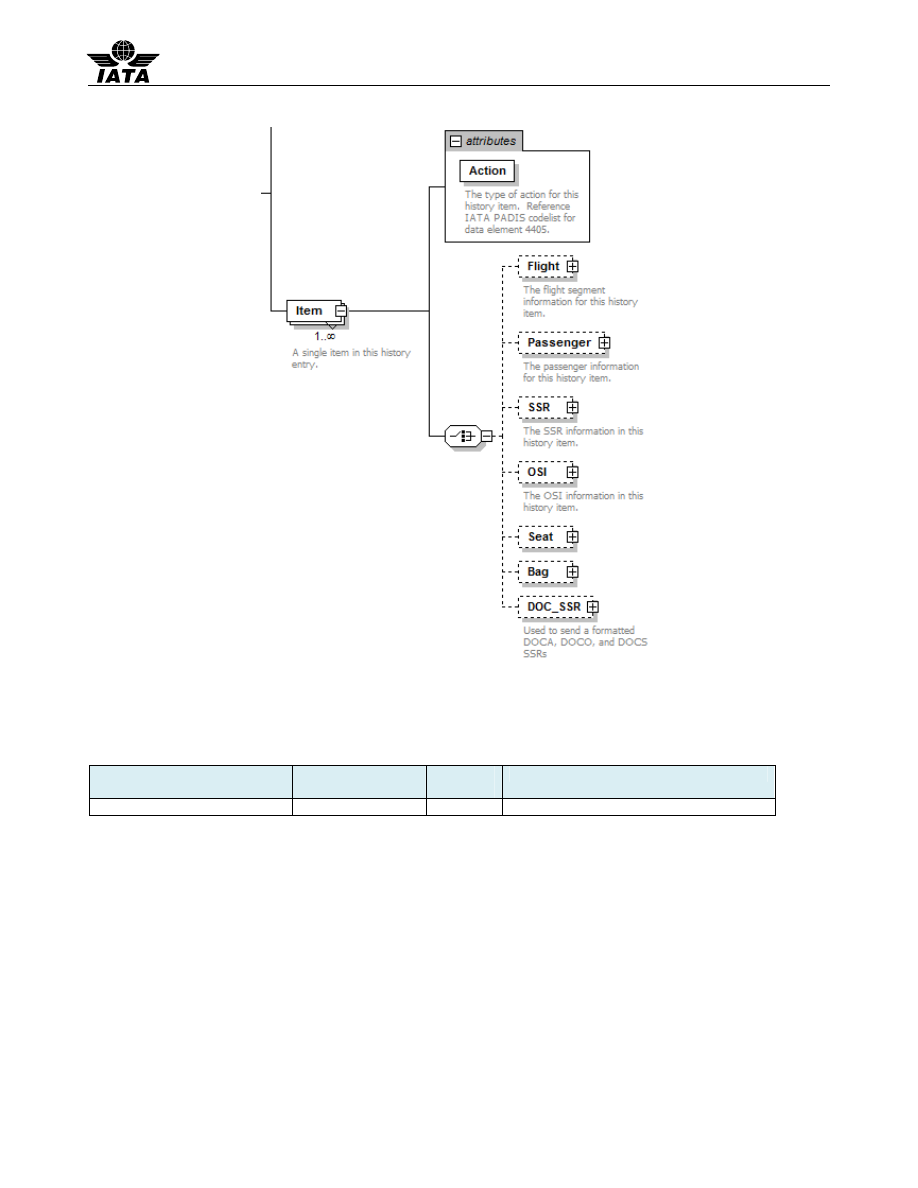 IATA
attributes
Action
The type of action for this
history item.  Reference
IATA PADIS codelist for
data element 4405.
Flight
The flight segment
information for this history
item.
Item
1..∞
A single item in this history
entry.
Passenger
The passenger information
for this history item.
SSR
The SSR information in this
history item.
OSI
The OSI information in this
history item.
Seat
Bag
DOC_SSR
Used to send a formatted
DOCA, DOCO, and DOCS
SSRs